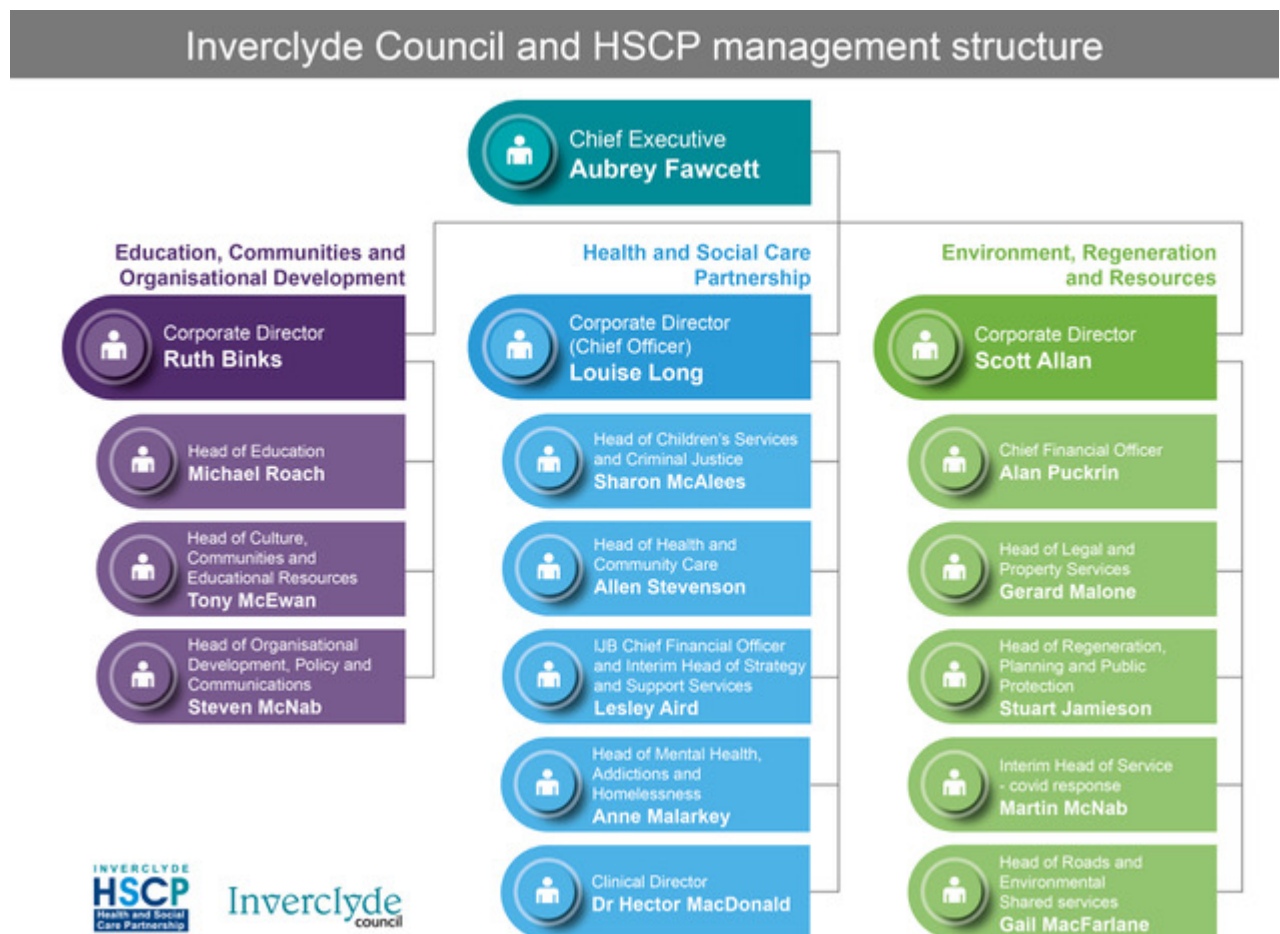 Inverclyde Council and HSCP management structure
Chief Executive
Aubrey Fawcett
Education, Communities and
Organisational Development
Corporate Director
Ruth Binks
Head of Education
Michael Roach
Head of Culture,
Communities and
Educational Resources
Tony McEwan
Head of Organisational
Development, Policy and
Communications
Steven McNab
Health and Social Care
Partnership
Corporate Director
(Chief Officer)
Louise Long
Head of Children's Services
and Criminal Justice
Sharon McAlees
Head of Health and
Community Care
Allen Stevenson
IJB Chief Financial Officer
and Interim Head of Strategy
and Support Services
Lesley Aird
Head of Mental Health,
Addictions and
Homelessness
Anne Malarkey
Clinical Director
Dr Hector MacDonald
Environment, Regeneration
and Resources
Corporate Director
Scott Allan
Chief Financial Officer
Alan Puckrin
Head of Legal and
Property Services
Gerard Malone
Head of Regeneration,
Planning and Public
Protection
Stuart Jamieson
Interim Head of Service
- covid response
Martin McNab
Head of Roads and
Environmental
Shared services
Gail MacFarlane
INVERCLYDE
HSCP
Health and Social
Care Partnership
Inverclyde
council